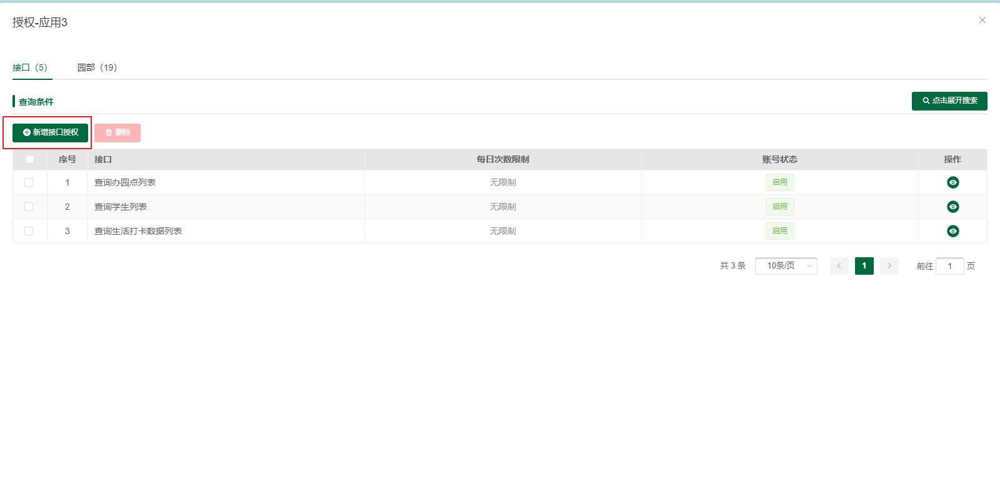 授权-应用3
接口（5） 园部（19）
查询条件 点击展开搜索
新增接口授权 删除
序号 接口 每日次数限制 账号状态 操作
1 查询办园点列表 无限制 启用
2 查询学生列表 无限制 启用
3 查询生活打卡数据列表 无限制 启用
共 3 条 10条/页 1 前往 1 页